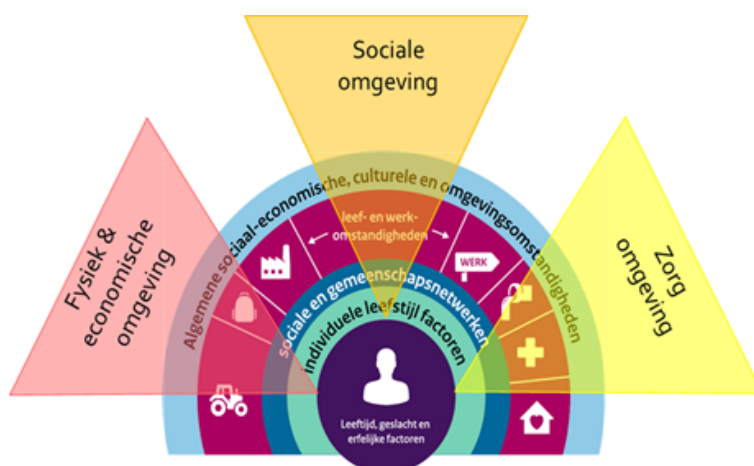 Sociale
omgeving
Fysiek &
economische
omgeving
Zorg
omgeving
Algemene sociaal-economische, culturele en omgevingsomstandigheden
leef- en werk-
omstandigheden
WERK
sociale en gemeenschapsnetwerken
individuele leefstijl factoren
Leeftijd, geslacht en
erfelijke factoren